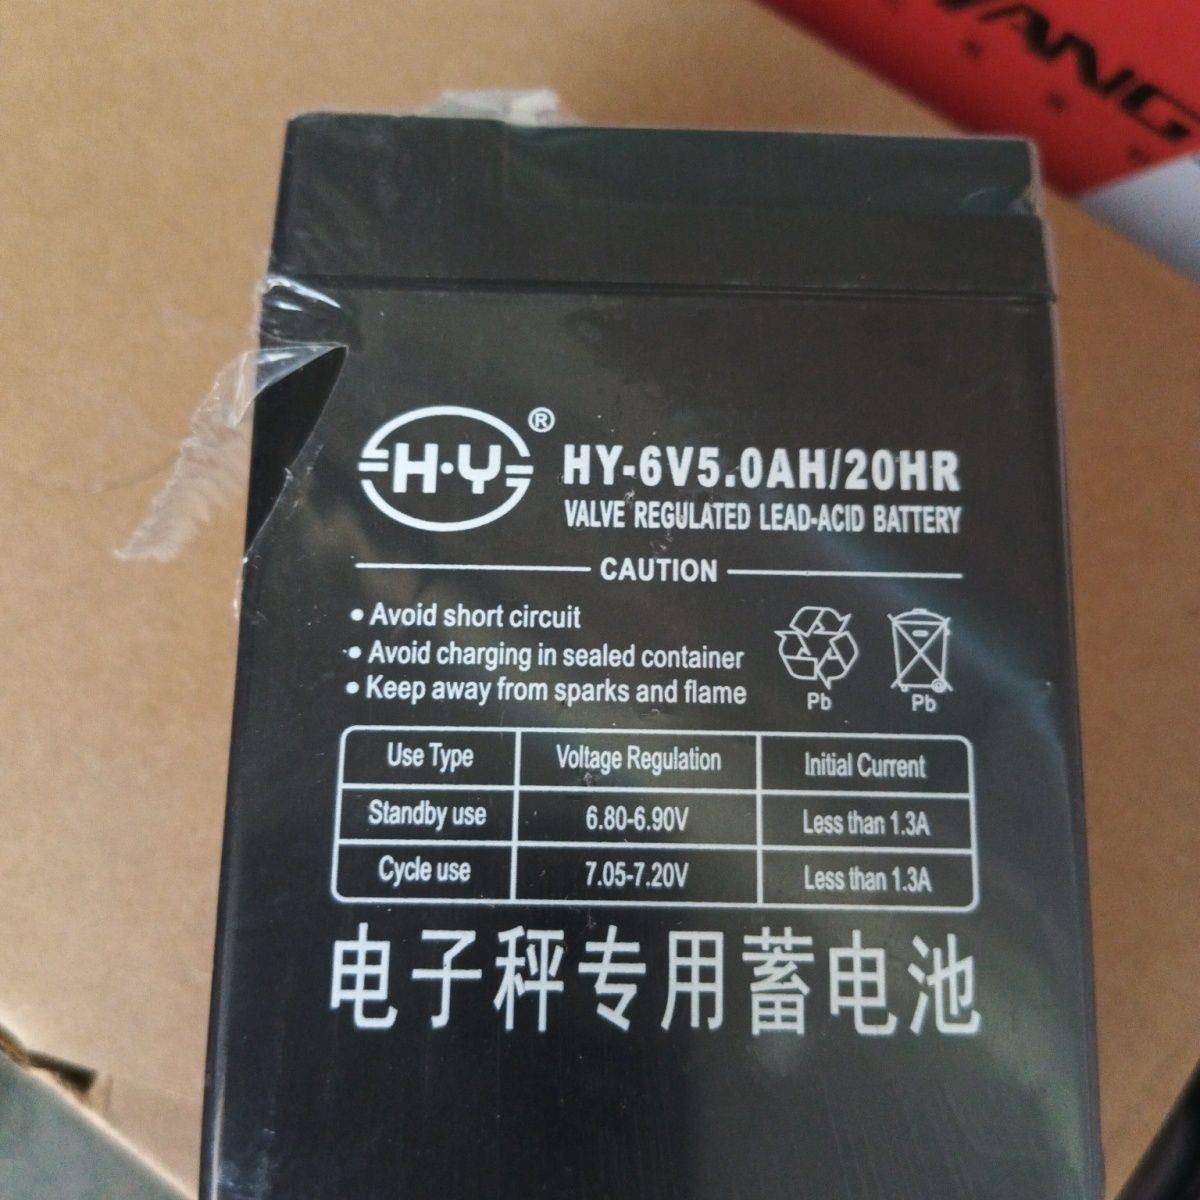 H·Y®
HY-6V5.0AH/20HR
VALVE REGULATED LEAD-ACID BATTERY
CAUTION
• Avoid short circuit
• Avoid charging in sealed container
• Keep away from sparks and flame
Pb Pb
Use Type Voltage Regulation Initial Current
Standby use 6.80-6.90V Less than 1.3A
Cycle use 7.05-7.20V Less than 1.3A
电子秤专用蓄电池